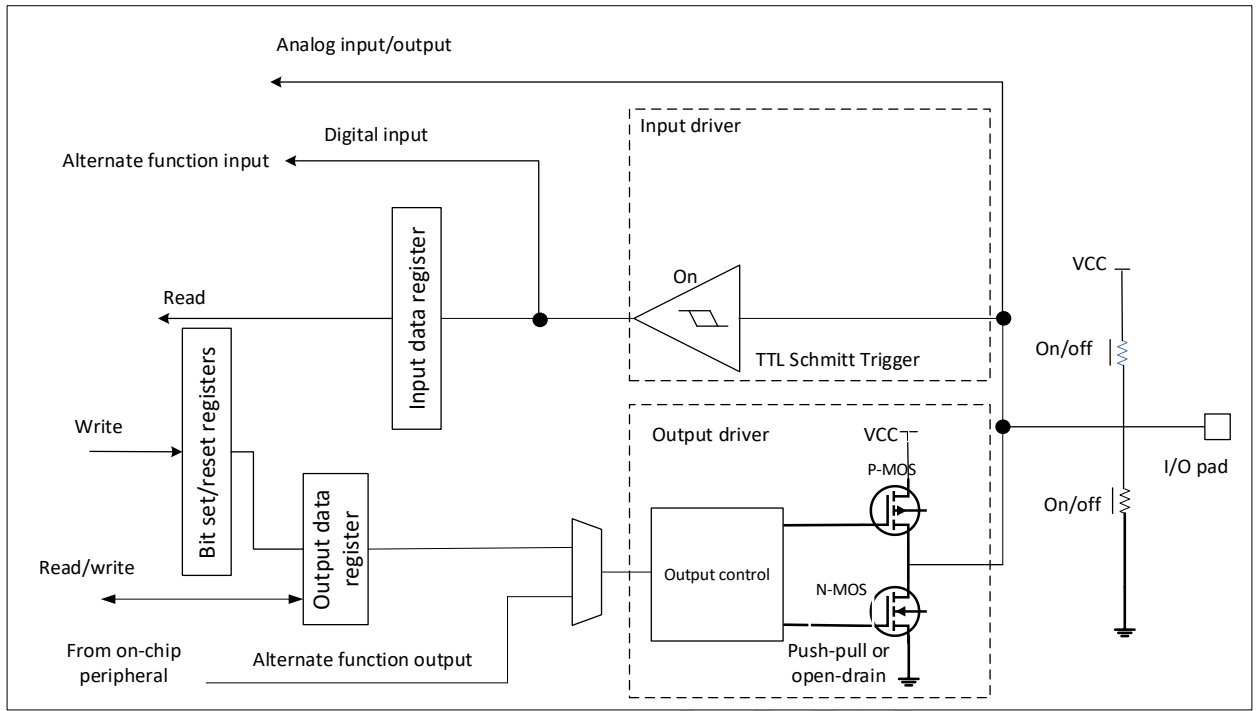 Analog input/output
Input driver
Digital input
Alternate function input
On
Input data register
VCC
Read
On/off
TTL Schmitt Trigger
Bit set/reset registers
Write
Output driver
VCC
I/O pad
P-MOS
Output data
register
On/off
Read/write
Output control
N-MOS
From on-chip
peripheral
Alternate function output
Push-pull or
open-drain